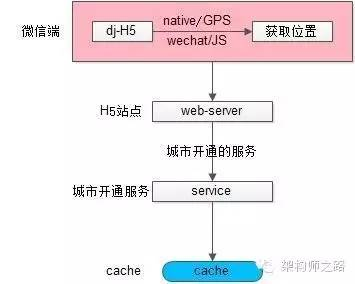 微信端
dj-H5
native/GPS
wechat/JS
获取位置
H5站点
web-server
城市开通的服务
城市开通服务
service
cache
cache
架构师之路